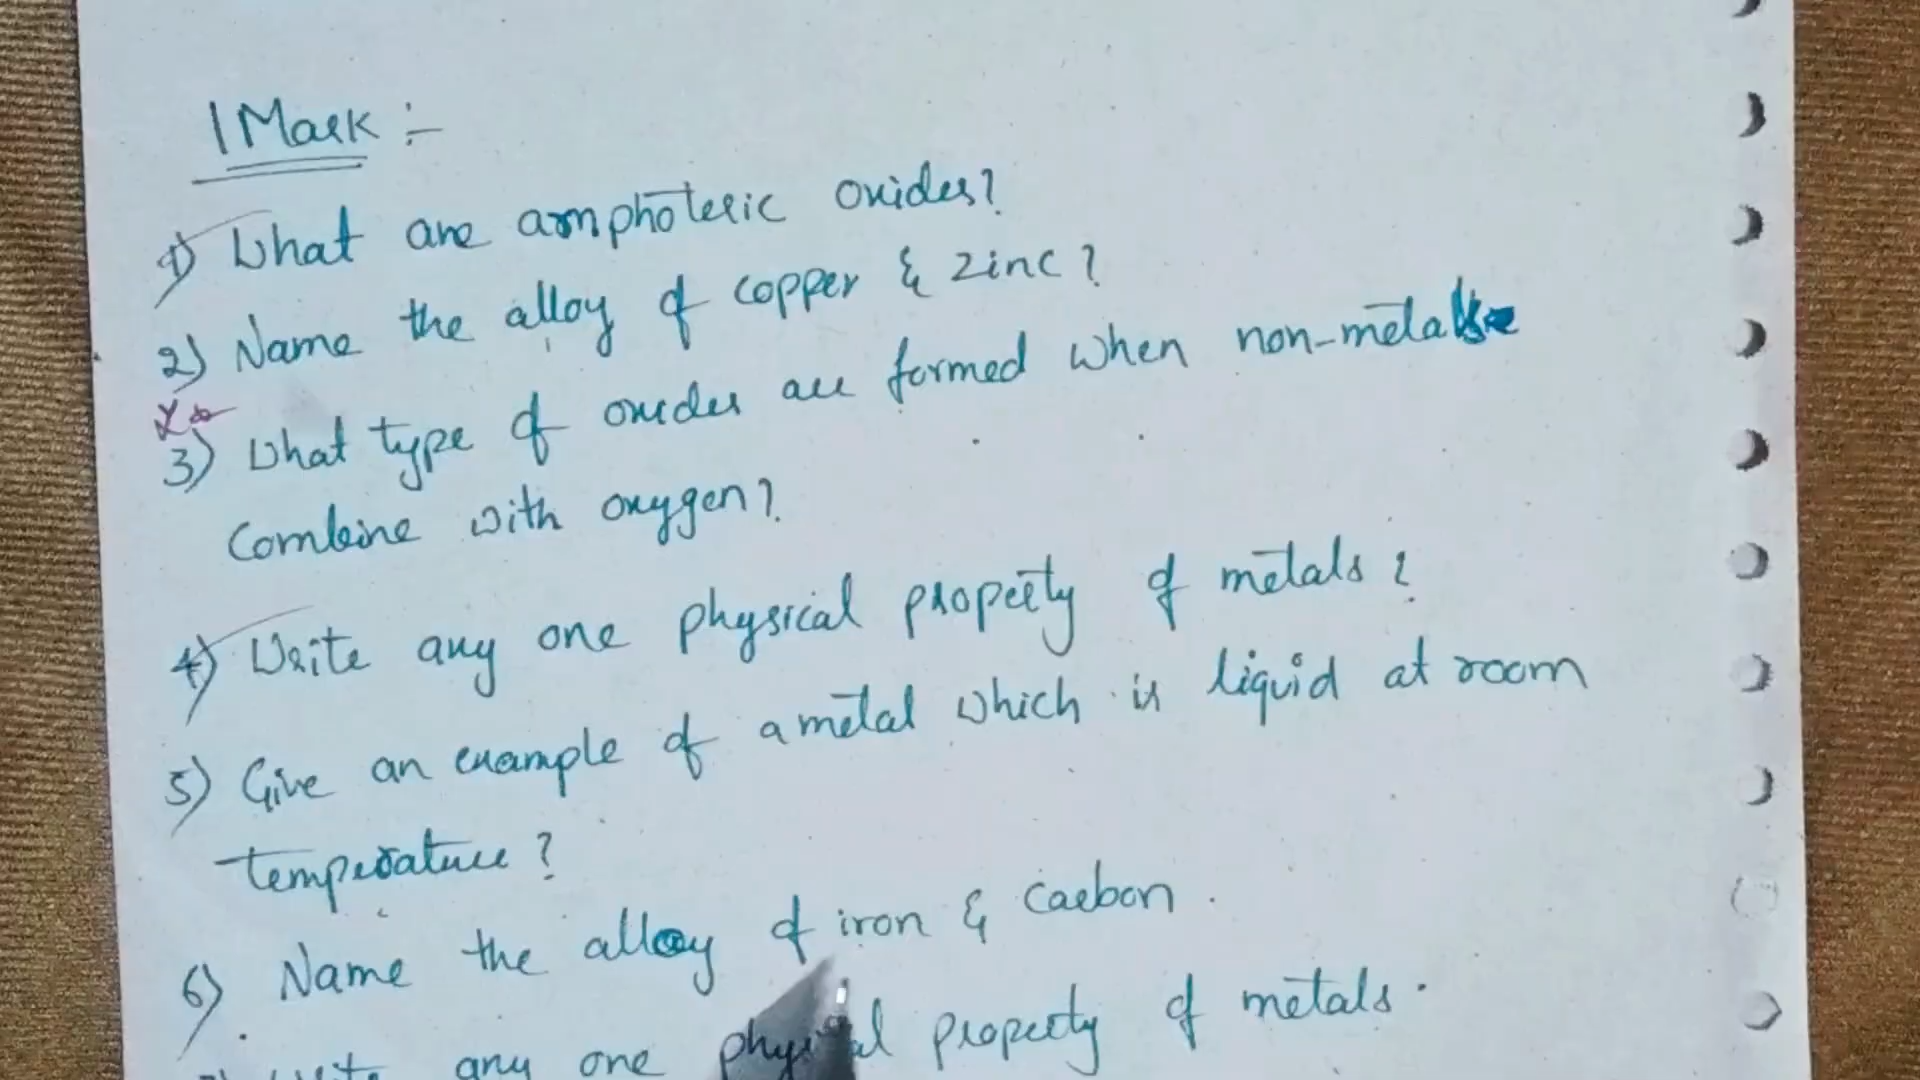 1 Mark :-
1) What are amphoteric oxides?
2) Name the alloy of copper & zinc?
3) What type of oxides are formed when non-metals
combine with oxygen?
4) Write any one physical property of metals?
5) Give an example of a metal which is liquid at room
temperature?
6) Name the alloy of iron & carbon.
any one physical property of metals.